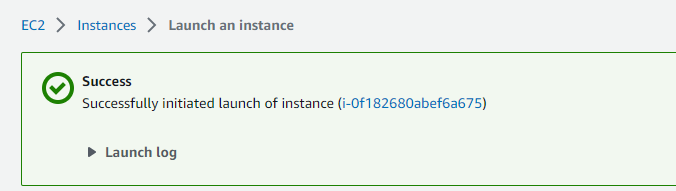 EC2 Instances Launch an instance
Success
Successfully initiated launch of instance (i-0f182680abef6a675)
Launch log